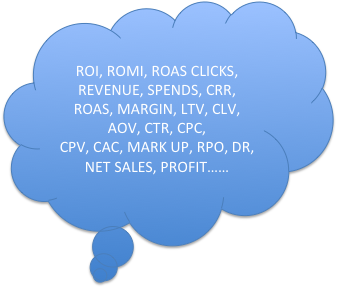 ROI, ROMI, ROAS CLICKS,
REVENUE, SPENDS, CRR,
ROAS, MARGIN, LTV, CLV,
AOV, CTR, CPC,
CPV, CAC, MARK UP, RPO, DR,
NET SALES, PROFIT……